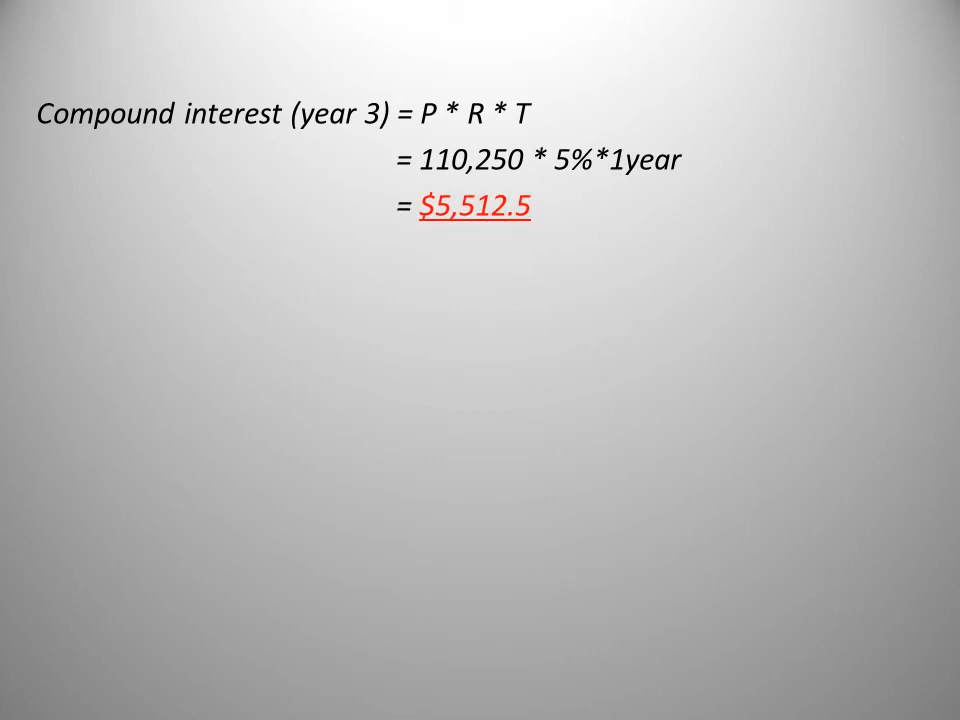 Compound interest (year 3) = P * R * T
= 110,250 * 5%*1year
= $5,512.5